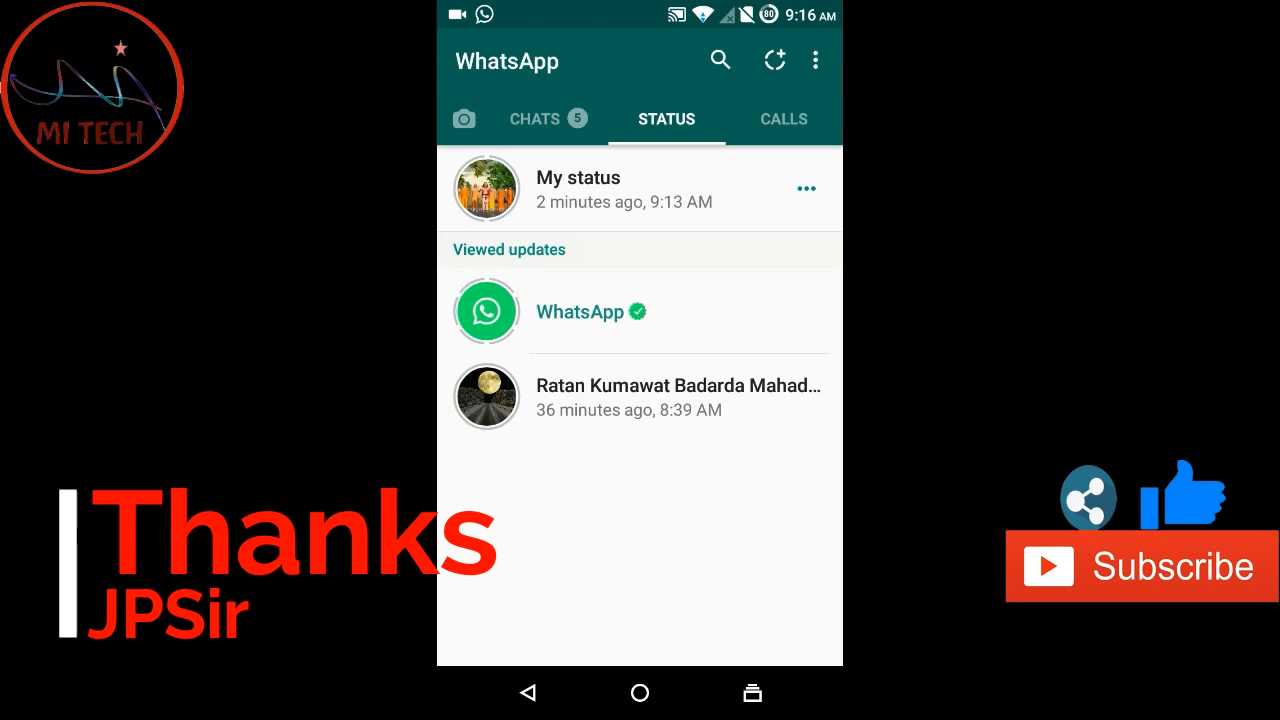 80 9:16 AM
WhatsApp
CHATS 5 STATUS CALLS
My status
2 minutes ago, 9:13 AM
Viewed updates
WhatsApp
Ratan Kumawat Badarda Mahad...
36 minutes ago, 8:39 AM
MI TECH
Thanks
JPSir
Subscribe